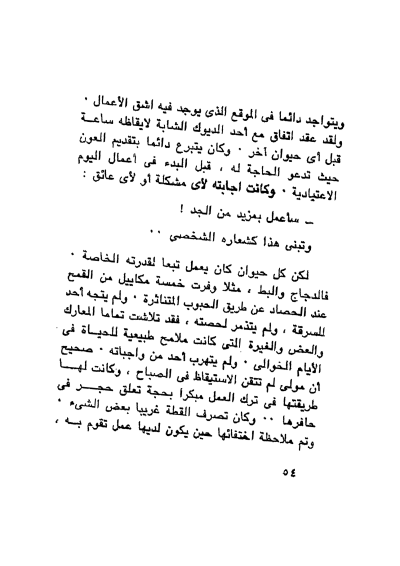 ويتواجد دائما فى الموقع الذى يوجد فيه اشق الأعمال ٠
ولقد عقد اتفاق مع أحد الديوك الشابة لايقاظه ساعة
قبل أى حيوان آخر ٠ وكان يتبرع دائما بتقديم العون
حيث تدعو الحاجة له ، قبل البدء فى أعمال اليوم
الاعتيادية ٠ وكانت اجابته لأى مشكلة أو لأى عائق :
ــ سأعمل بمزيد من الجد !
وتبنى هذا كشعاره الشخصى ٠٠
لكن كل حيوان كان يعمل تبعا لقدرته الخاصة ٠
فالدجاج والبط ، مثلا وفرت خمسة مكاييل من القمح
عند الحصاد عن طريق الحبوب المتناثرة ٠ ولم يتجه أحد
للسرقة ، ولم يتذمر لحصته ، فقد تلاشت تماما المعارك
والعض والغيرة التى كانت ملامح طبيعية للحياة فى
الأيام الخوالى ٠ ولم يتهرب أحد من واجباته ٠ صحيح
أن مولى لم تتقن الاستيقاظ فى الصباح ، وكانت لها
طريقتها فى ترك العمل مبكرا بحجة تعلق حجر فى
حافرها ٠٠ وكان تصرف القطة غريبا بعض الشىء ٠
وتم ملاحظة اختفائها حين يكون لديها عمل تقوم به ،
٥٤